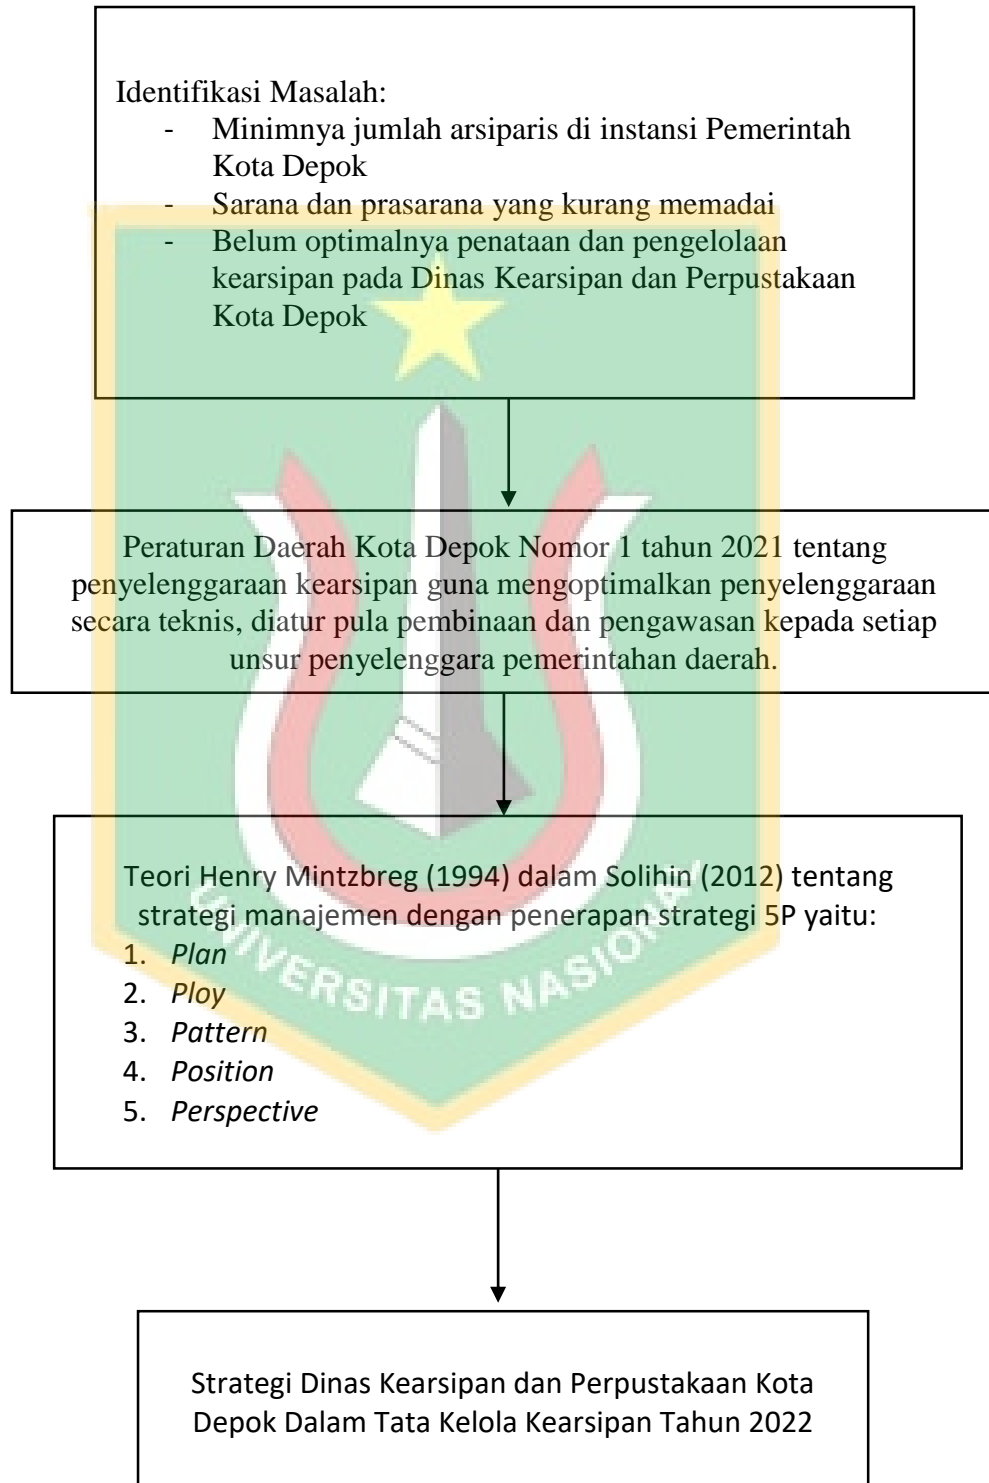 Identifikasi Masalah:
- Minimnya jumlah arsiparis di instansi Pemerintah
Kota Depok
- Sarana dan prasarana yang kurang memadai
- Belum optimalnya penataan dan pengelolaan
kearsipan pada Dinas Kearsipan dan Perpustakaan
Kota Depok
Peraturan Daerah Kota Depok Nomor 1 tahun 2021 tentang
penyelenggaraan kearsipan guna mengoptimalkan penyelenggaraan
secara teknis, diatur pula pembinaan dan pengawasan kepada setiap
unsur penyelenggara pemerintahan daerah.
Teori Henry Mintzbreg (1994) dalam Solihin (2012) tentang
strategi manajemen dengan penerapan strategi 5P yaitu:
1. Plan
2. Ploy
3. Pattern
4. Position
5. Perspective
UNIVERSITAS NASIONAL
Strategi Dinas Kearsipan dan Perpustakaan Kota
Depok Dalam Tata Kelola Kearsipan Tahun 2022